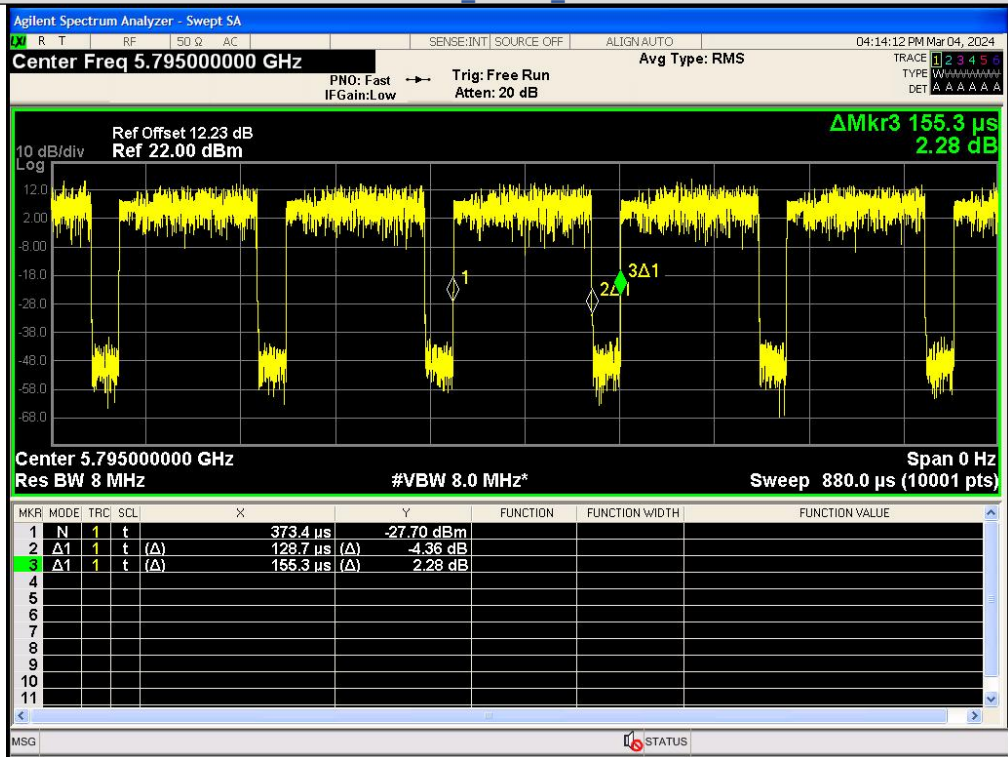 Agilent Spectrum Analyzer - Swept SA
LXI R T RF 50 Ω AC SENSE:INT SOURCE OFF ALIGN AUTO 04:14:12 PM Mar 04, 2024
Center Freq 5.795000000 GHz Avg Type: RMS TRACE 1 2 3 4 5 6
PNO: Fast Trig: Free Run TYPE W
IFGain:Low Atten: 20 dB DET A A A A A A
ΔMkr3 155.3 µs
2.28 dB
Ref Offset 12.23 dB
10 dB/div Ref 22.00 dBm
Log
12.0
2.00
-8.00
-18.0
-28.0
-38.0
-48.0
-58.0
-68.0
1
2Δ1
3Δ1
Center 5.795000000 GHz Span 0 Hz
Res BW 8 MHz #VBW 8.0 MHz* Sweep 880.0 µs (10001 pts)
MKR MODE TRC SCL X Y FUNCTION FUNCTION WIDTH FUNCTION VALUE
1 N 1 t 373.4 µs -27.70 dBm
2 Δ1 1 t (Δ) 128.7 µs (Δ) -4.36 dB
3 Δ1 1 t (Δ) 155.3 µs (Δ) 2.28 dB
4
5
6
7
8
9
10
11
MSG STATUS